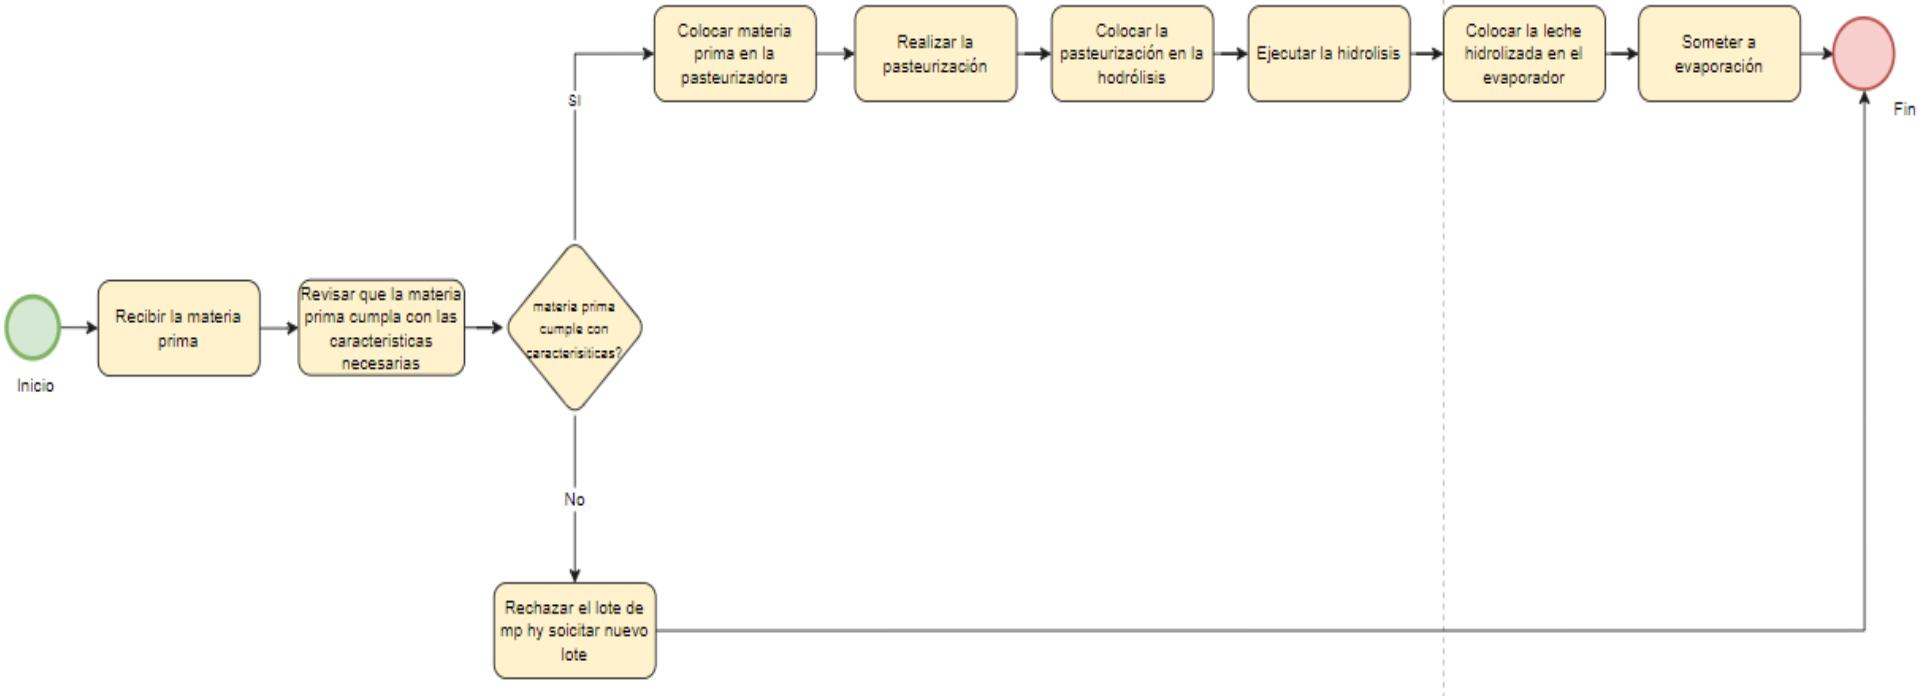 Colocar materia
prima en la
pasteurizadora
Realizar la
pasteurización
Colocar la
pasteurización en la
hodrólisis
Ejecutar la hidrolisis
Colocar la leche
hidrolizada en el
evaporador
Someter a
evaporación
Fin
SI
Inicio
Recibir la materia
prima
Revisar que la materia
prima cumpla con las
caracteristicas
necesarias
materia prima
cumple con
caracterisiticas?
No
Rechazar el lote de
mp hy soicitar nuevo
lote